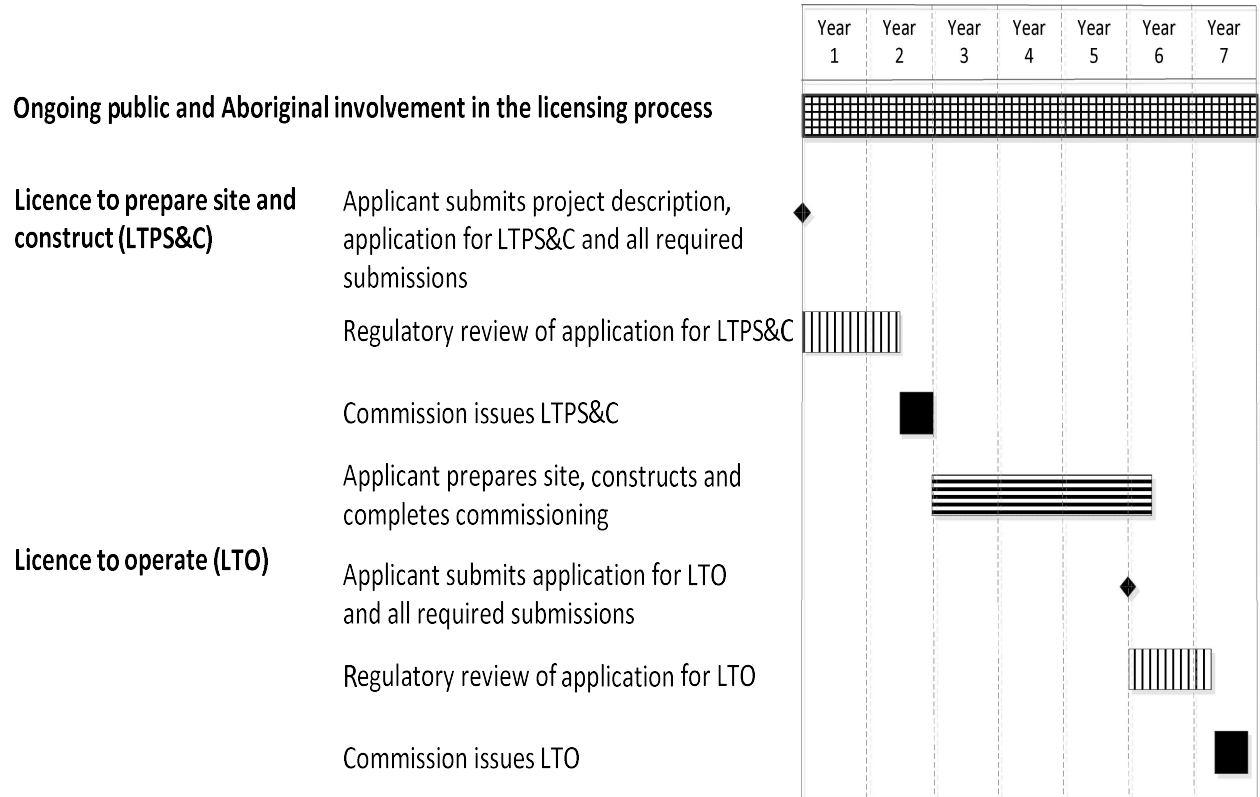 Year Year Year Year Year Year Year
1 2 3 4 5 6 7
Ongoing public and Aboriginal involvement in the licensing process
Licence to prepare site and
construct (LTPS&C)
Applicant submits project description,
application for LTPS&C and all required
submissions
Regulatory review of application for LTPS&C
Commission issues LTPS&C
Applicant prepares site, constructs and
completes commissioning
Licence to operate (LTO)
Applicant submits application for LTO
and all required submissions
Regulatory review of application for LTO
Commission issues LTO